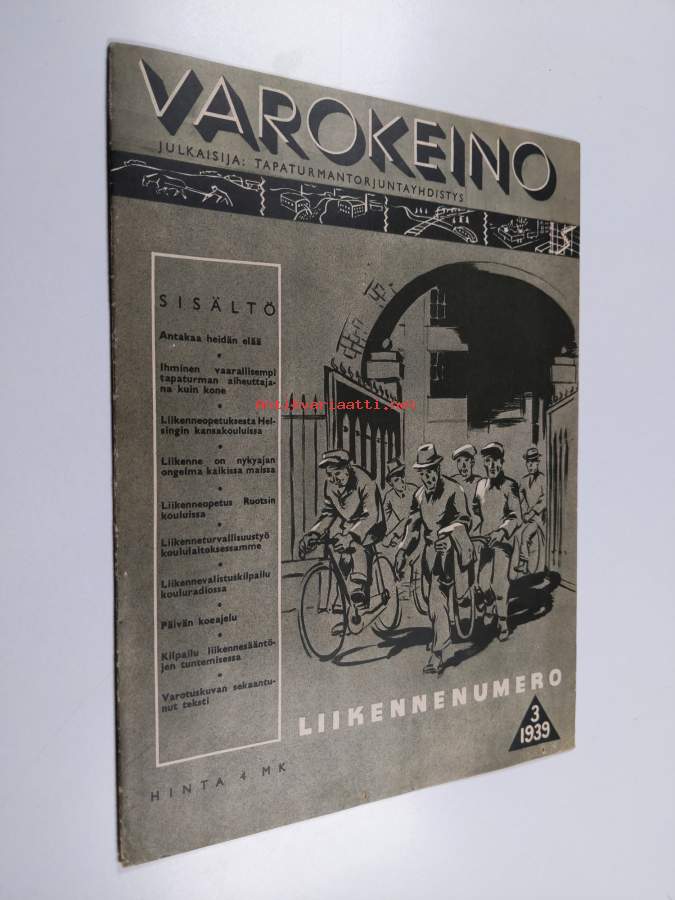 VAROKEINO
JULKAISIJA: TAPATURMANTORJUNTAYHDISTYS
SISÄLTÖ
Antakaa heidän elää
Ihminen vaarallisempi
tapaturman aiheuttaja-
na kuin kone
Liikenneopetuksesta Hel-
singin kansakouluissa
Liikenne on nykyajan
ongelma kaikissa maissa
Liikenneopetus Ruotsin
kouluissa
Liikenneturvallisuustyö
koululaitoksessamme
Liikennevalistuskilpailu
kouluradiossa
Päivän koeajelu
Kilpailu liikennesääntö-
jen tuntemisessa
Varotuskuvan sekaantu-
nut teksti
LIIKENNENUMERO
3
1939
HINTA 4 MK
antikvariaatti.net